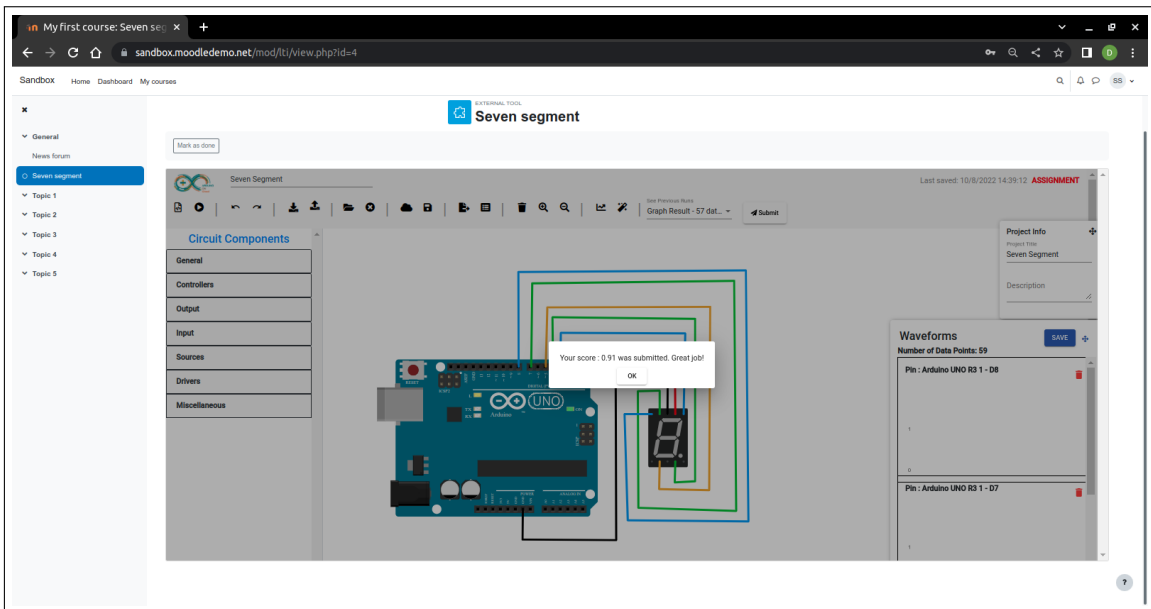 My first course: Seven seg
sandbox.moodledemo.net/mod/lti/view.php?id=4
D
Sandbox Home Dashboard My courses
SS
EXTERNAL TOOL
Seven segment
General
News forum
Seven segment
Topic 1
Topic 2
Topic 3
Topic 4
Topic 5
Mark as done
Seven Segment
Last saved: 10/8/2022 14:39:12 ASSIGNMENT
See Previous Runs
Graph Result - 57 dat...
Submit
Circuit Components
General
Controllers
Output
Input
Sources
Drivers
Miscellaneous
Project Info
Project Title
Seven Segment
Description
Your score : 0.91 was submitted. Great job!
OK
RESET
UNO
Arduino
POWER
ANALOG IN
Waveforms
SAVE
Number of Data Points: 59
Pin : Arduino UNO R3 1 - D8
1
0
Pin : Arduino UNO R3 1 - D7
1
?